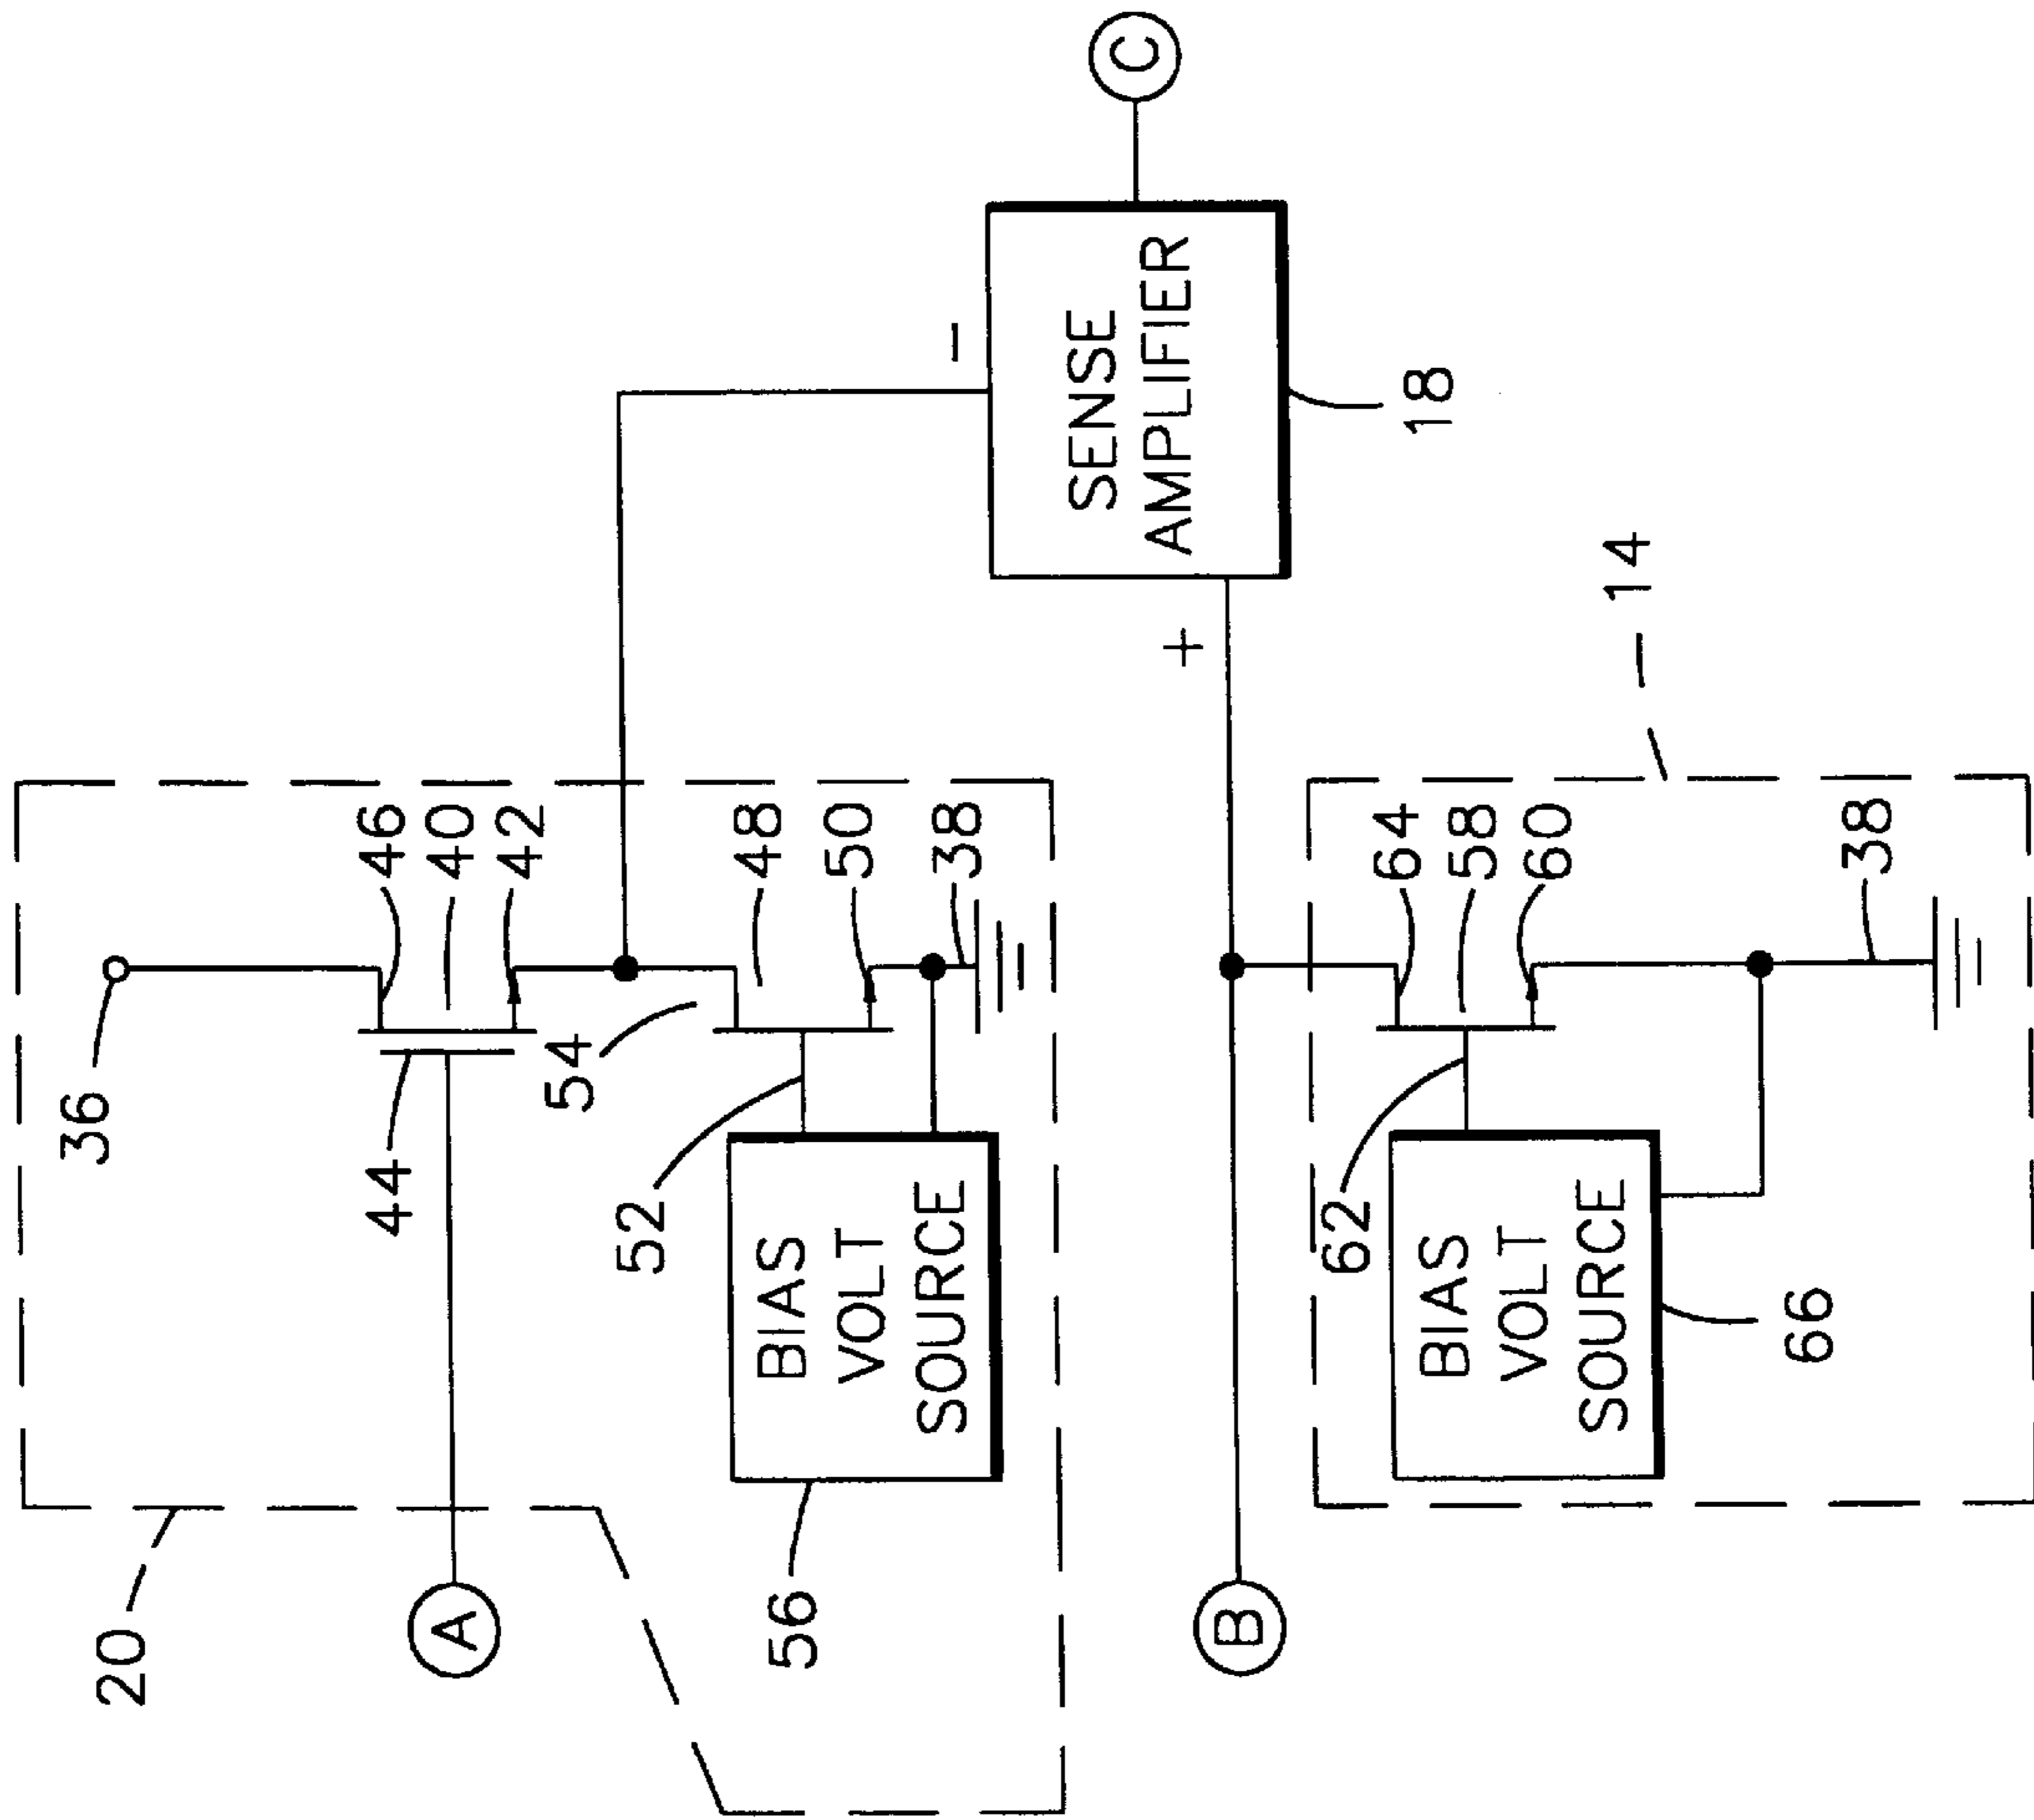 36
46
40
42
44
54
48
50
38
52
BIAS
VOLT
SOURCE
56
20
A
−
SENSE
AMPLIFIER
C
18
+
B
14
64
58
60
38
62
BIAS
VOLT
SOURCE
66